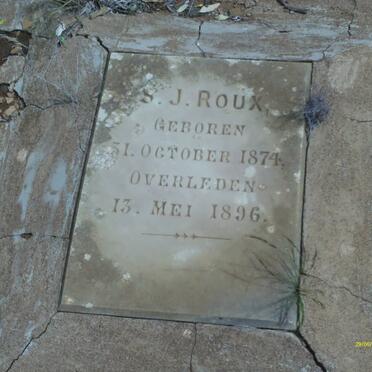 S. J. ROUX.
GEBOREN
31. OCTOBER 1874.
OVERLEDEN
13. MEI 1896.